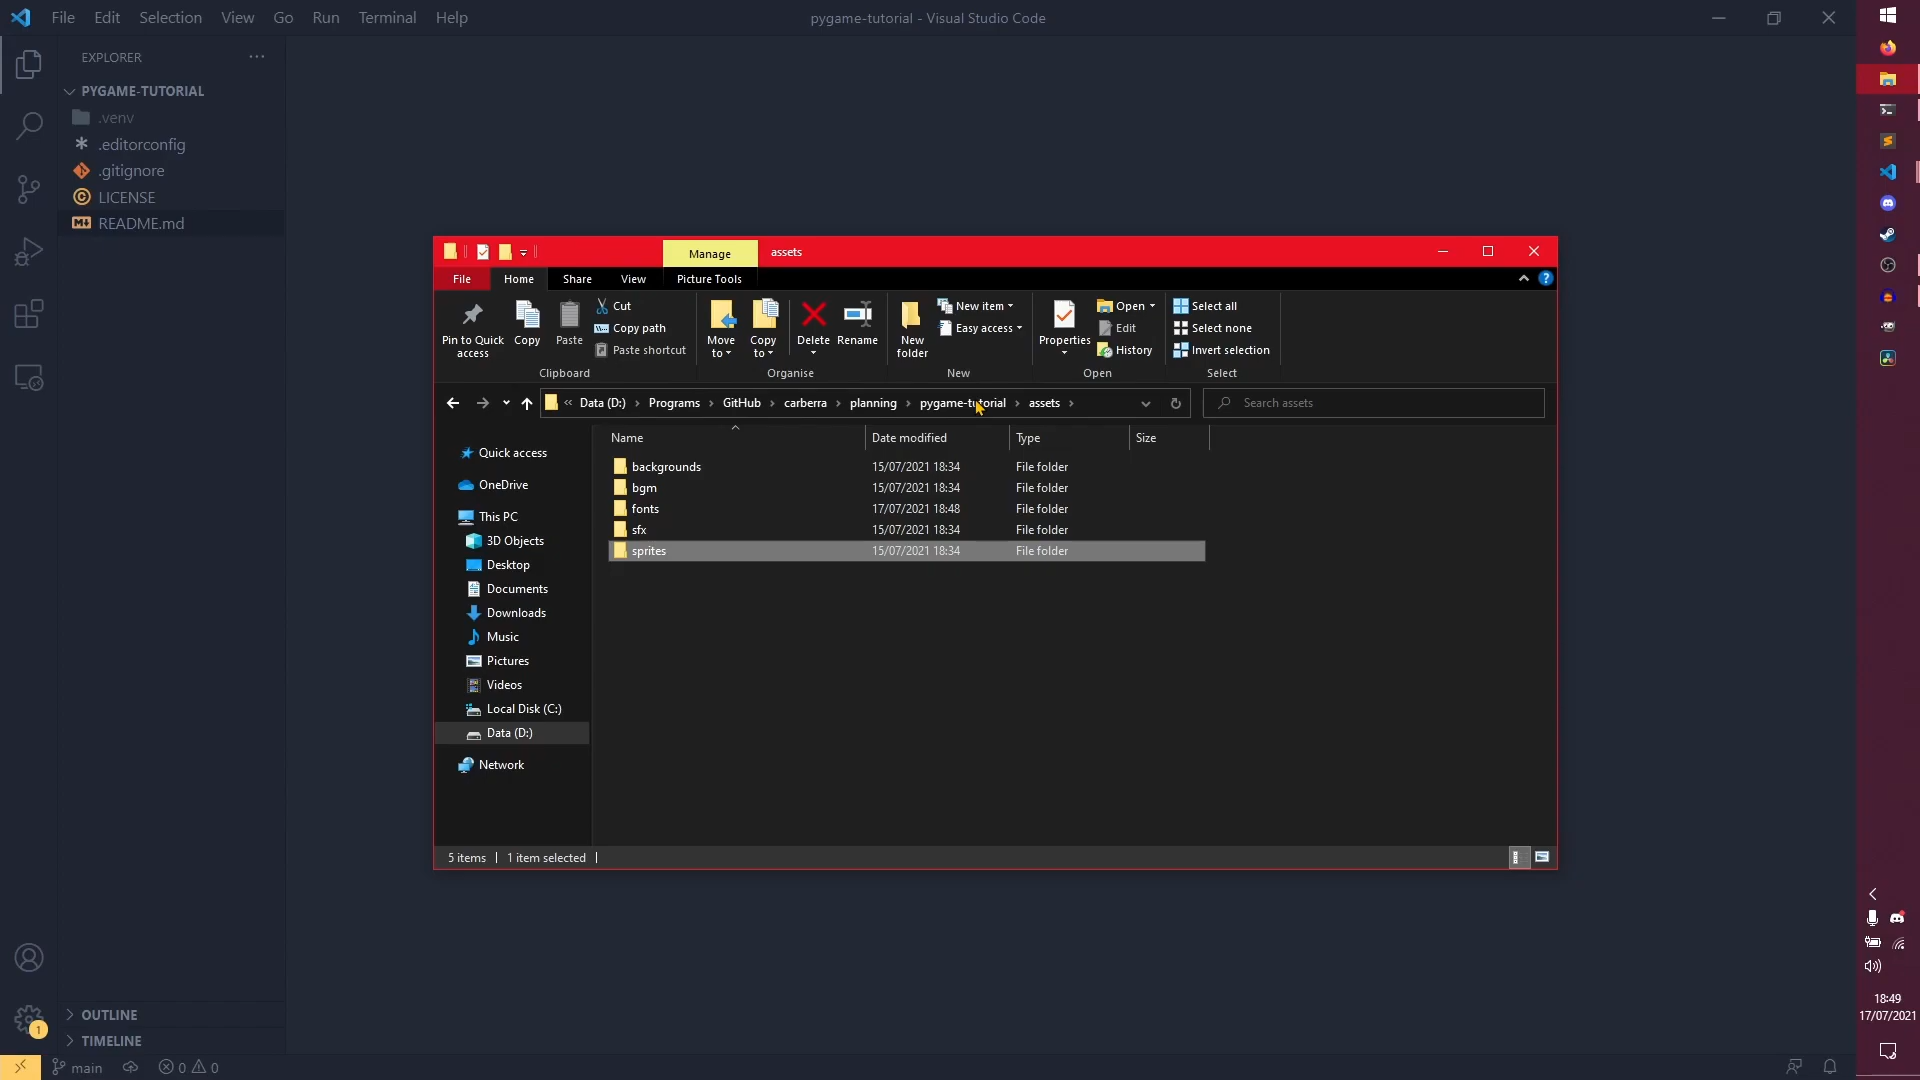 File Edit Selection View Go Run Terminal Help
pygame-tutorial - Visual Studio Code
EXPLORER
PYGAME-TUTORIAL
.venv
.editorconfig
.gitignore
LICENSE
README.md
OUTLINE
TIMELINE
1
main
0 0
Manage
assets
File Home Share View Picture Tools
Pin to Quick access
Copy
Paste
Cut
Copy path
Paste shortcut
Clipboard
Move to
Copy to
Delete
Rename
Organise
New folder
New item
Easy access
New
Properties
Open
Edit
History
Open
Select all
Select none
Invert selection
Select
« Data (D:) › Programs › GitHub › carberra › planning › pygame-tutorial › assets ›
Search assets
Quick access
OneDrive
This PC
3D Objects
Desktop
Documents
Downloads
Music
Pictures
Videos
Local Disk (C:)
Data (D:)
Network
Name Date modified Type Size
backgrounds 15/07/2021 18:34 File folder
bgm 15/07/2021 18:34 File folder
fonts 17/07/2021 18:48 File folder
sfx 15/07/2021 18:34 File folder
sprites 15/07/2021 18:34 File folder
5 items | 1 item selected |
18:49
17/07/2021